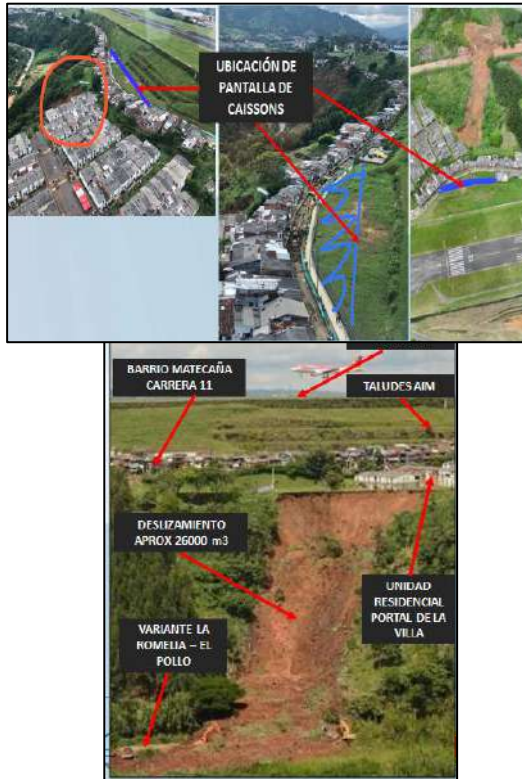 UBICACIÓN DE
PANTALLA DE
CAISSONS
BARRIO MATECAÑA
CARRERA 11
TALUDES AIM
DESLIZAMIENTO
APROX 26000 m3
UNIDAD
RESIDENCIAL
PORTAL DE LA
VILLA
VARIANTE LA
ROMELIA – EL
POLLO